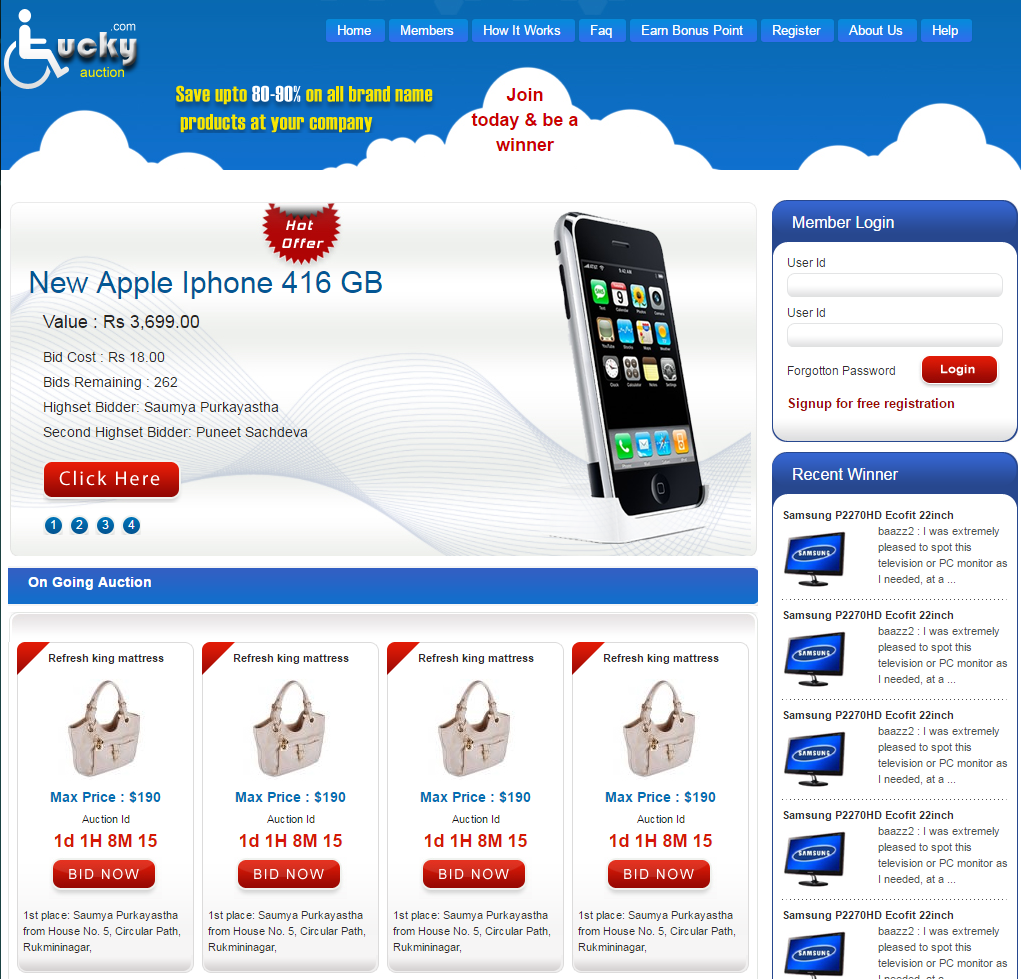 .com
Lucky
auction
Home Members How It Works Faq Earn Bonus Point Register About Us Help
Save upto 80-90% on all brand name
products at your company
Join
today & be a
winner
Hot
Offer
New Apple Iphone 416 GB
Value : Rs 3,699.00
Bid Cost : Rs 18.00
Bids Remaining : 262
Highset Bidder: Saumya Purkayastha
Second Highset Bidder: Puneet Sachdeva
Click Here
1 2 3 4
Member Login
User Id
User Id
Forgotton Password Login
Signup for free registration
Recent Winner
Samsung P2270HD Ecofit 22inch
baazz2 : I was extremely
pleased to spot this
television or PC monitor as
I needed, at a ...
SAMSUNG
Samsung P2270HD Ecofit 22inch
baazz2 : I was extremely
pleased to spot this
television or PC monitor as
I needed, at a ...
SAMSUNG
Samsung P2270HD Ecofit 22inch
baazz2 : I was extremely
pleased to spot this
television or PC monitor as
I needed, at a ...
SAMSUNG
Samsung P2270HD Ecofit 22inch
baazz2 : I was extremely
pleased to spot this
television or PC monitor as
I needed, at a ...
SAMSUNG
Samsung P2270HD Ecofit 22inch
baazz2 : I was extremely
pleased to spot this
television or PC monitor as
I needed, at a ...
SAMSUNG
On Going Auction
Refresh king mattress
Max Price : $190
Auction Id
1d 1H 8M 15
BID NOW
1st place: Saumya Purkayastha
from House No. 5, Circular Path,
Rukmininagar,
Refresh king mattress
Max Price : $190
Auction Id
1d 1H 8M 15
BID NOW
1st place: Saumya Purkayastha
from House No. 5, Circular Path,
Rukmininagar,
Refresh king mattress
Max Price : $190
Auction Id
1d 1H 8M 15
BID NOW
1st place: Saumya Purkayastha
from House No. 5, Circular Path,
Rukmininagar,
Refresh king mattress
Max Price : $190
Auction Id
1d 1H 8M 15
BID NOW
1st place: Saumya Purkayastha
from House No. 5, Circular Path,
Rukmininagar,